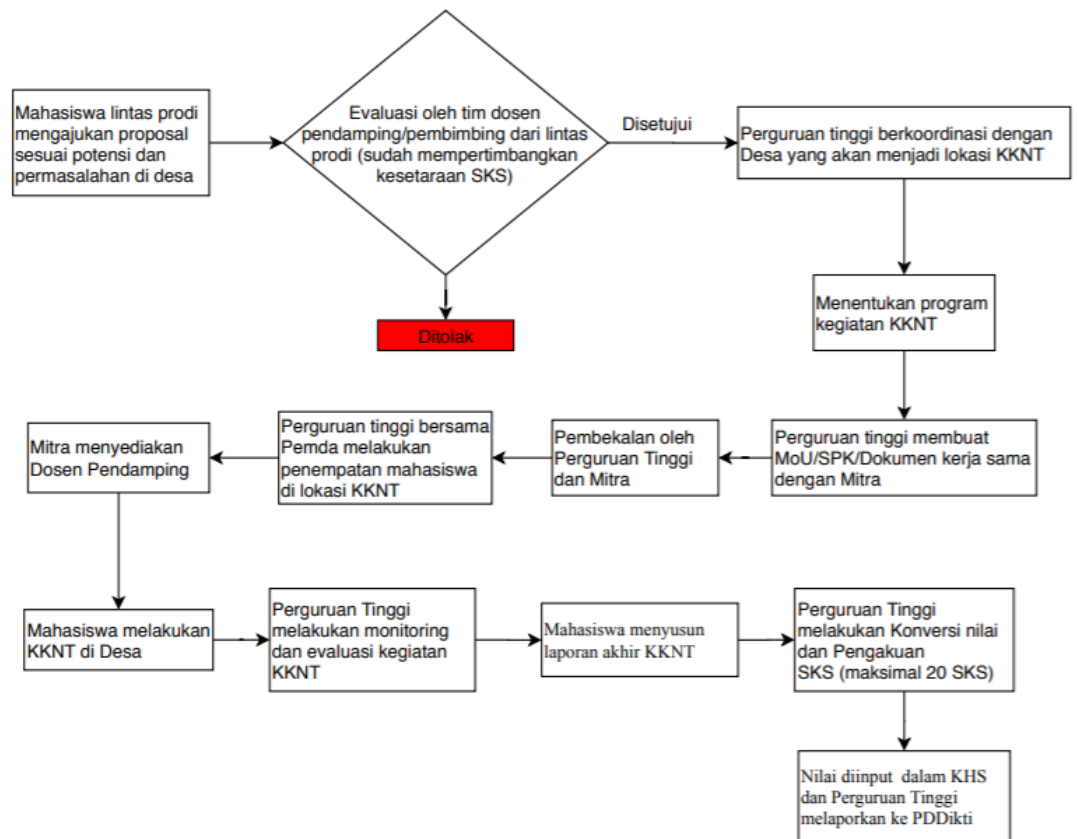 Mahasiswa lintas prodi
mengajukan proposal
sesuai potensi dan
permasalahan di desa
Evaluasi oleh tim dosen
pendamping/pembimbing dari lintas
prodi (sudah mempertimbangkan
kesetaraan SKS)
Disetujui
Perguruan tinggi berkoordinasi dengan
Desa yang akan menjadi lokasi KKNT
Ditolak
Menentukan program
kegiatan KKNT
Perguruan tinggi membuat
MoU/SPK/Dokumen kerja sama
dengan Mitra
Pembekalan oleh
Perguruan Tinggi
dan Mitra
Perguruan tinggi bersama
Pemda melakukan
penempatan mahasiswa
di lokasi KKNT
Mitra menyediakan
Dosen Pendamping
Mahasiswa melakukan
KKNT di Desa
Perguruan Tinggi
melakukan monitoring
dan evaluasi kegiatan
KKNT
Mahasiswa menyusun
laporan akhir KKNT
Perguruan Tinggi
melakukan Konversi nilai
dan Pengakuan
SKS (maksimal 20 SKS)
Nilai diinput dalam KHS
dan Perguruan Tinggi
melaporkan ke PDDikti